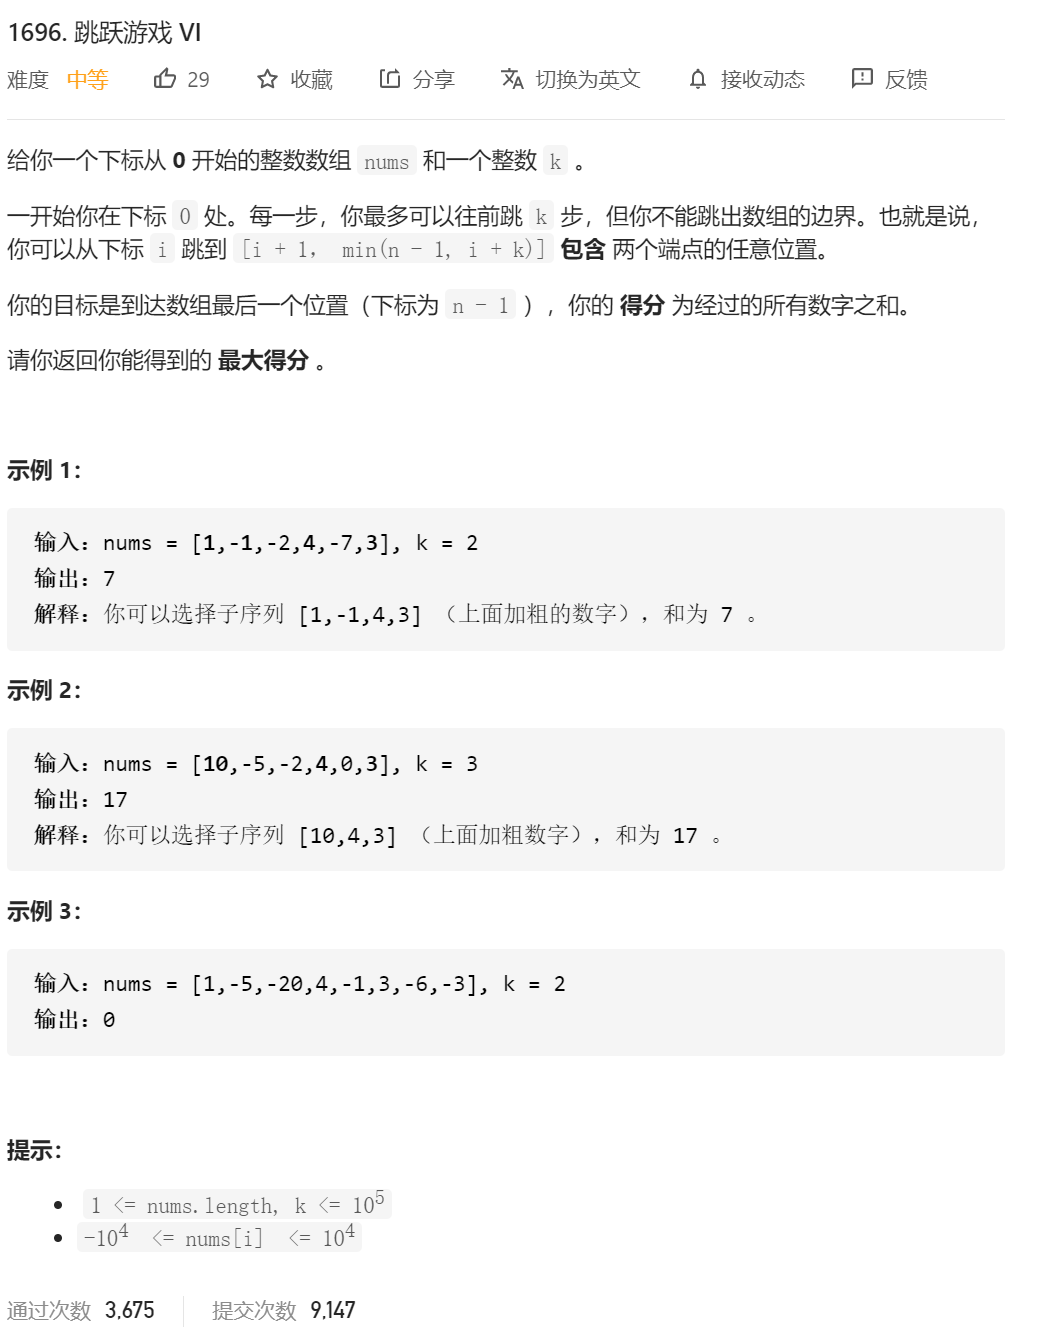 1696. 跳跃游戏 VI
难度 中等 29 收藏 分享 切换为英文 接收动态 反馈
给你一个下标从 0 开始的整数数组 nums 和一个整数 k 。
一开始你在下标 0 处。每一步，你最多可以往前跳 k 步，但你不能跳出数组的边界。也就是说，
你可以从下标 i 跳到 [i + 1， min(n - 1, i + k)] 包含 两个端点的任意位置。
你的目标是到达数组最后一个位置（下标为 n - 1 ），你的 得分 为经过的所有数字之和。
请你返回你能得到的 最大得分 。
示例 1：
输入：nums = [1,-1,-2,4,-7,3], k = 2
输出：7
解释：你可以选择子序列 [1,-1,4,3] （上面加粗的数字），和为 7 。
示例 2：
输入：nums = [10,-5,-2,4,0,3], k = 3
输出：17
解释：你可以选择子序列 [10,4,3] （上面加粗数字），和为 17 。
示例 3：
输入：nums = [1,-5,-20,4,-1,3,-6,-3], k = 2
输出：0
提示：
• 1 <= nums.length, k <= 10⁵
• -10⁴ <= nums[i] <= 10⁴
通过次数 3,675 提交次数 9,147